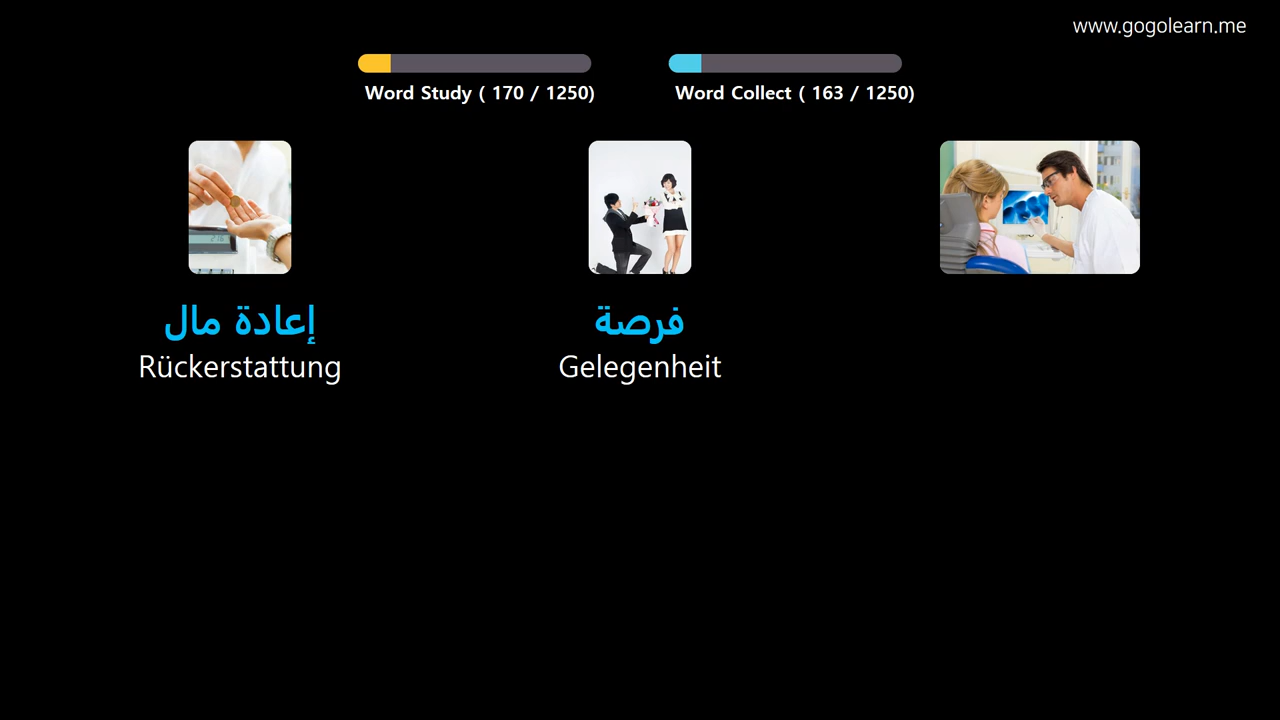 www.gogolearn.me
Word Study ( 170 / 1250)
Word Collect ( 163 / 1250)
إعادة مال
Rückerstattung
فرصة
Gelegenheit